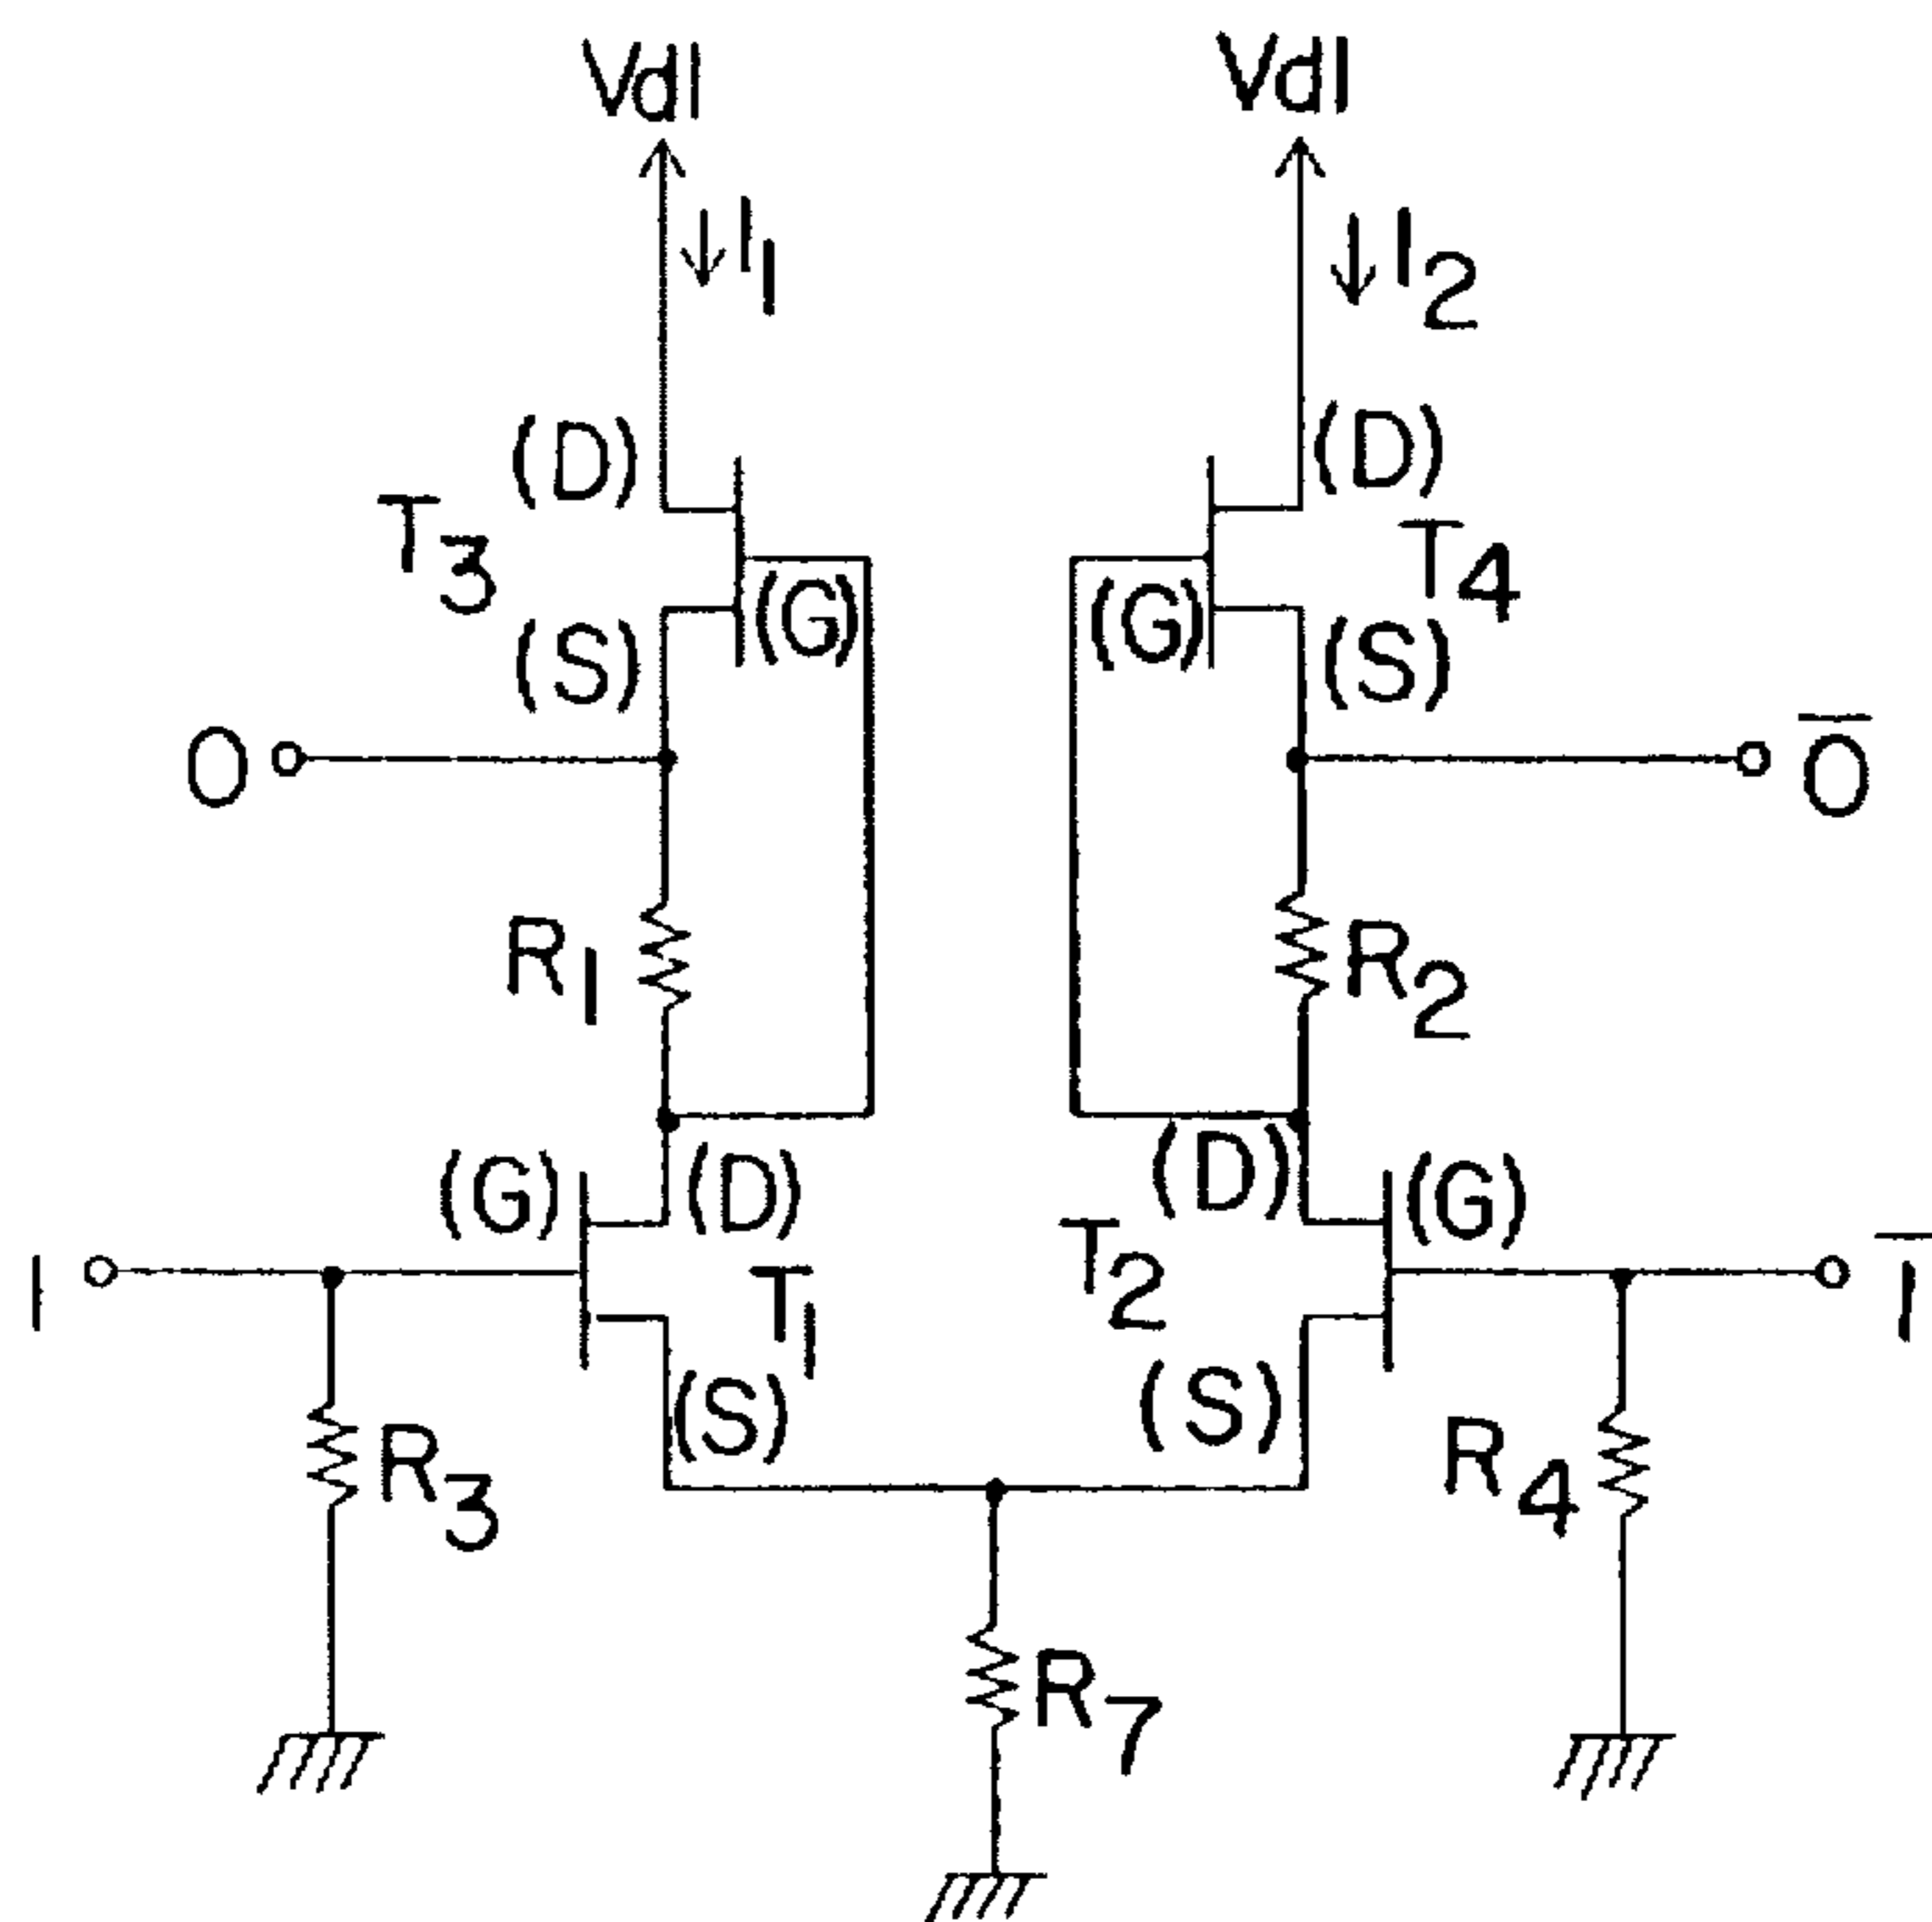 Vdl Vdl
I1 I2
(D) (D)
T3 T4
(G) (G)
(S) (S)
O O̅
R1 R2
(G) (D) (D) (G)
I T1 T2 I̅
(S) (S)
R3 R4
R7